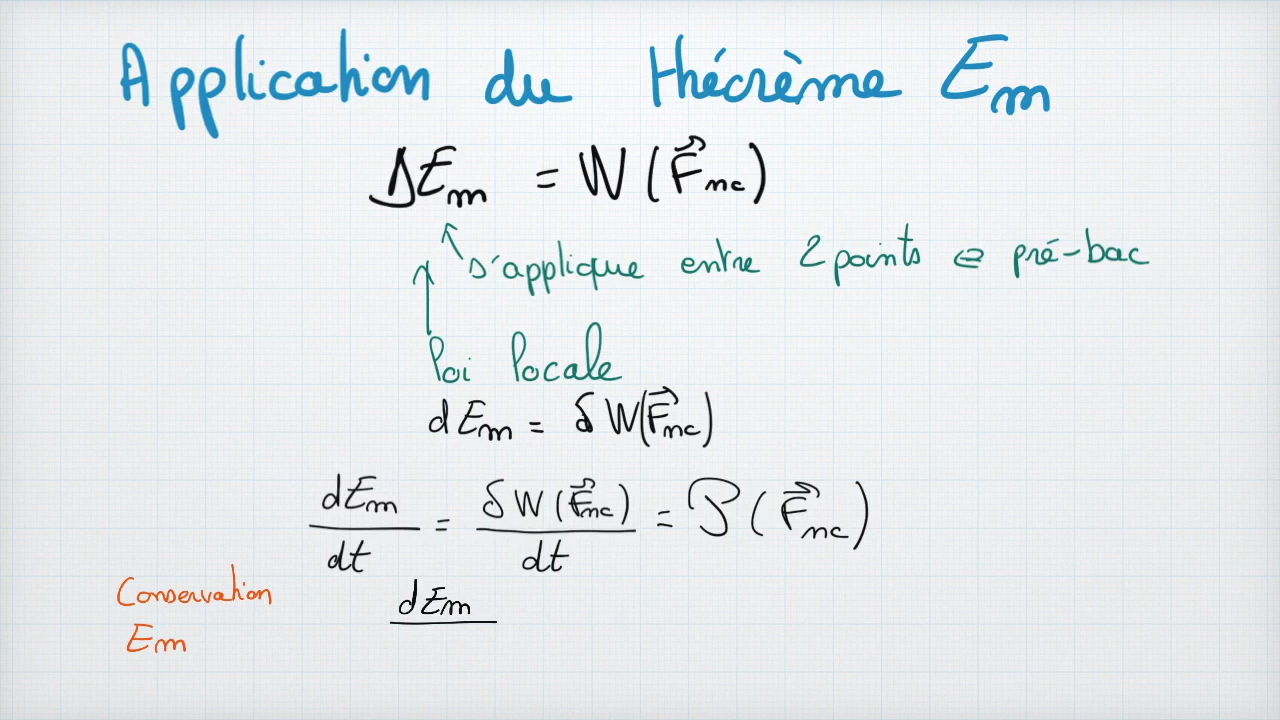 Application du théorème Em
ΔEm = W(F⃗nc)
s'applique entre 2 points ⇔ pré-bac
Loi locale
dEm = δW(F⃗nc)
dEm/dt = δW(F⃗nc)/dt = P(F⃗nc)
Conservation dEm
Em